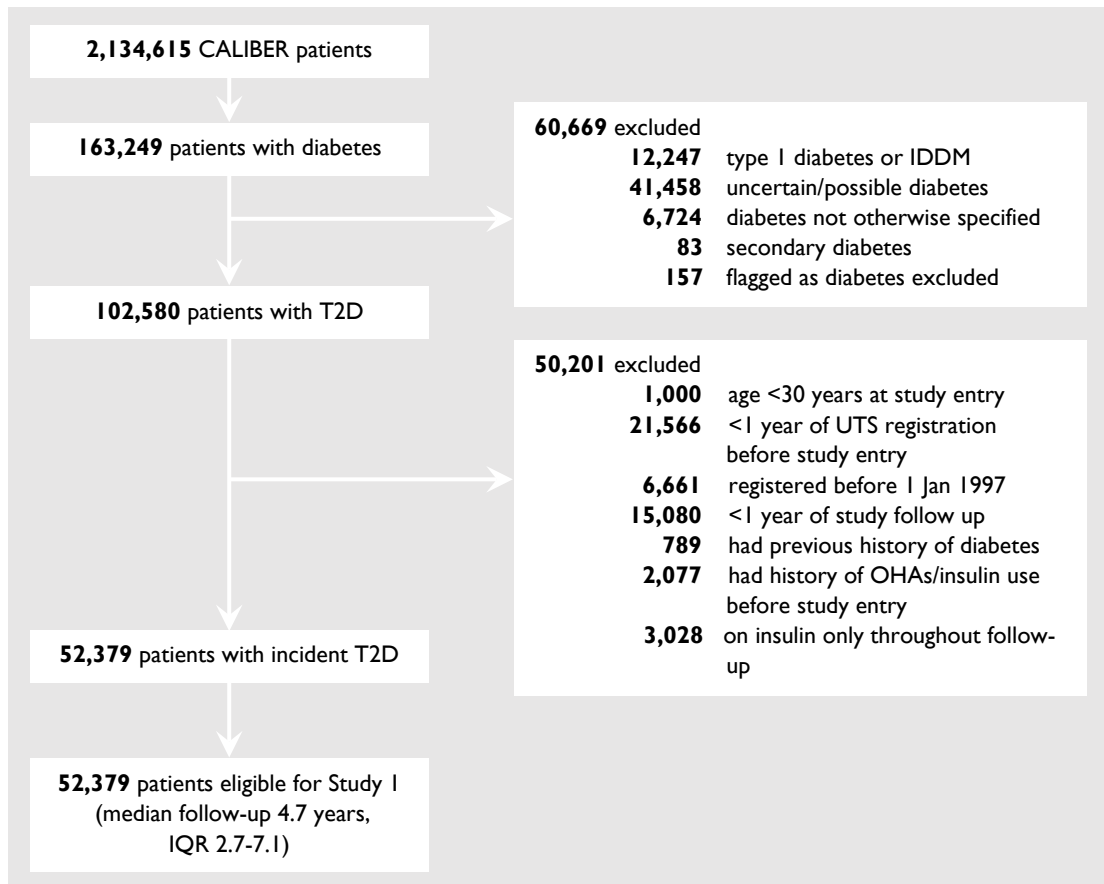 2,134,615 CALIBER patients
163,249 patients with diabetes
60,669 excluded
12,247 type 1 diabetes or IDDM
41,458 uncertain/possible diabetes
6,724 diabetes not otherwise specified
83 secondary diabetes
157 flagged as diabetes excluded
102,580 patients with T2D
50,201 excluded
1,000 age <30 years at study entry
21,566 <1 year of UTS registration
before study entry
6,661 registered before 1 Jan 1997
15,080 <1 year of study follow up
789 had previous history of diabetes
2,077 had history of OHAs/insulin use
before study entry
3,028 on insulin only throughout follow-
up
52,379 patients with incident T2D
52,379 patients eligible for Study 1
(median follow-up 4.7 years,
IQR 2.7-7.1)